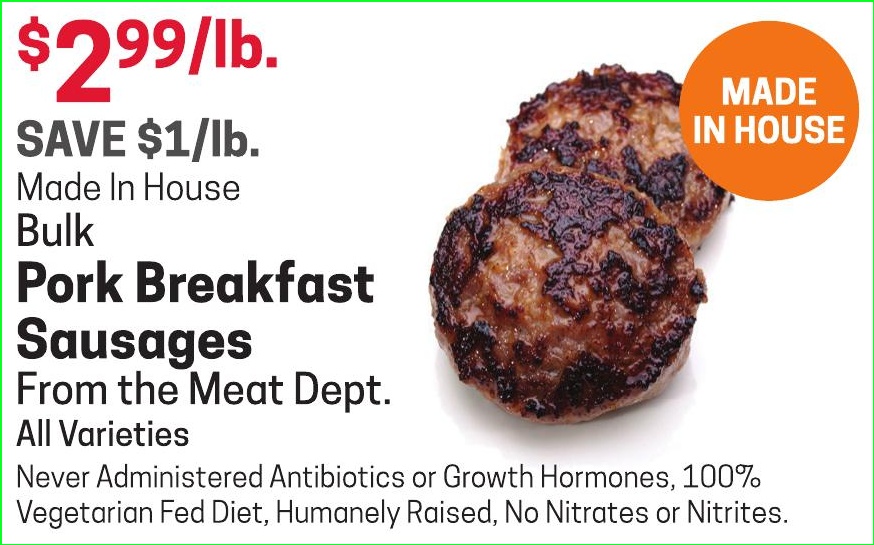 $2.99/lb.
SAVE $1/lb.
Made In House
Bulk
Pork Breakfast
Sausages
From the Meat Dept.
All Varieties
Never Administered Antibiotics or Growth Hormones, 100%
Vegetarian Fed Diet, Humanely Raised, No Nitrates or Nitrites.
MADE
IN HOUSE